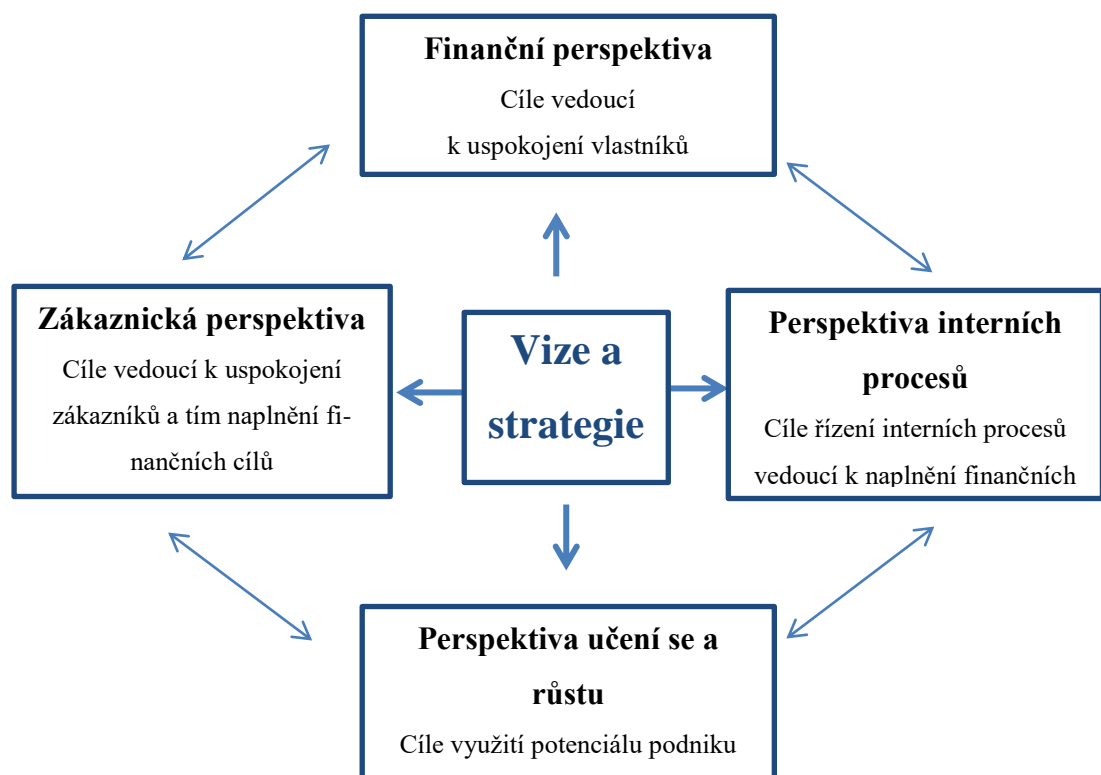 Finanční perspektiva
Cíle vedoucí
k uspokojení vlastníků
Zákaznická perspektiva
Cíle vedoucí k uspokojení
zákazníků a tím naplnění fi-
nančních cílů
Vize a
strategie
Perspektiva interních
procesů
Cíle řízení interních procesů
vedoucí k naplnění finančních
Perspektiva učení se a
růstu
Cíle využití potenciálu podniku